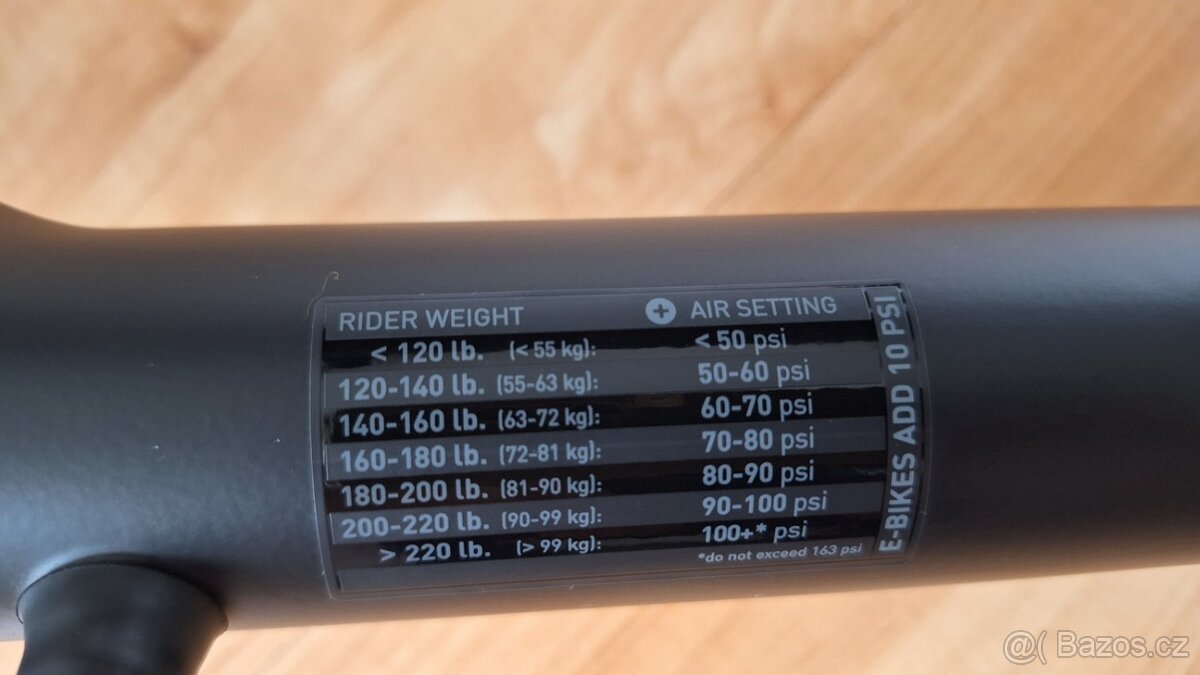 RIDER WEIGHT + AIR SETTING
< 120 lb. (< 55 kg): < 50 psi
120-140 lb. (55-63 kg): 50-60 psi
140-160 lb. (63-72 kg): 60-70 psi
160-180 lb. (72-81 kg): 70-80 psi
180-200 lb. (81-90 kg): 80-90 psi
200-220 lb. (90-99 kg): 90-100 psi
> 220 lb. (> 99 kg): 100+* psi
*do not exceed 163 psi
E-BIKES ADD 10 PSI
@( Bazos.cz